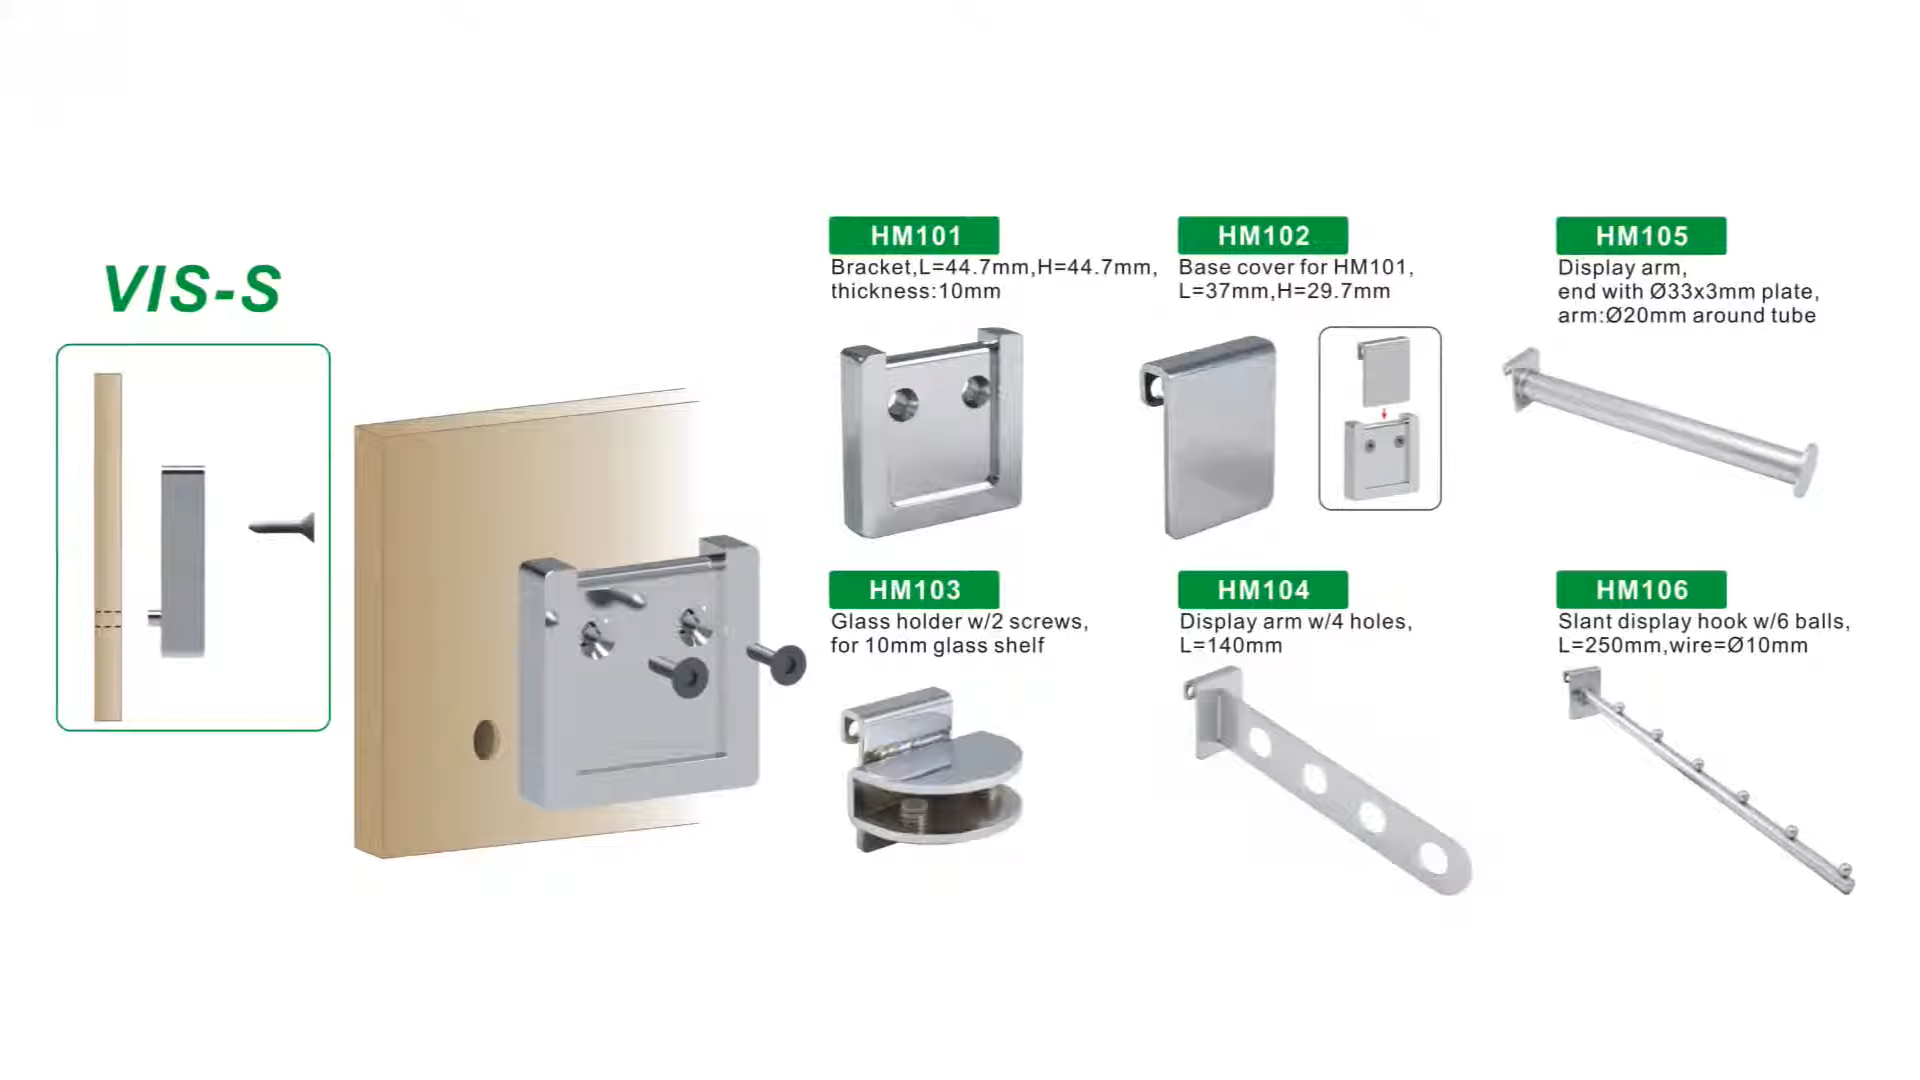 VIS-S
HM101
Bracket,L=44.7mm,H=44.7mm,
thickness:10mm
HM102
Base cover for HM101,
L=37mm,H=29.7mm
HM105
Display arm,
end with Ø33x3mm plate,
arm:Ø20mm around tube
HM103
Glass holder w/2 screws,
for 10mm glass shelf
HM104
Display arm w/4 holes,
L=140mm
HM106
Slant display hook w/6 balls,
L=250mm,wire=Ø10mm